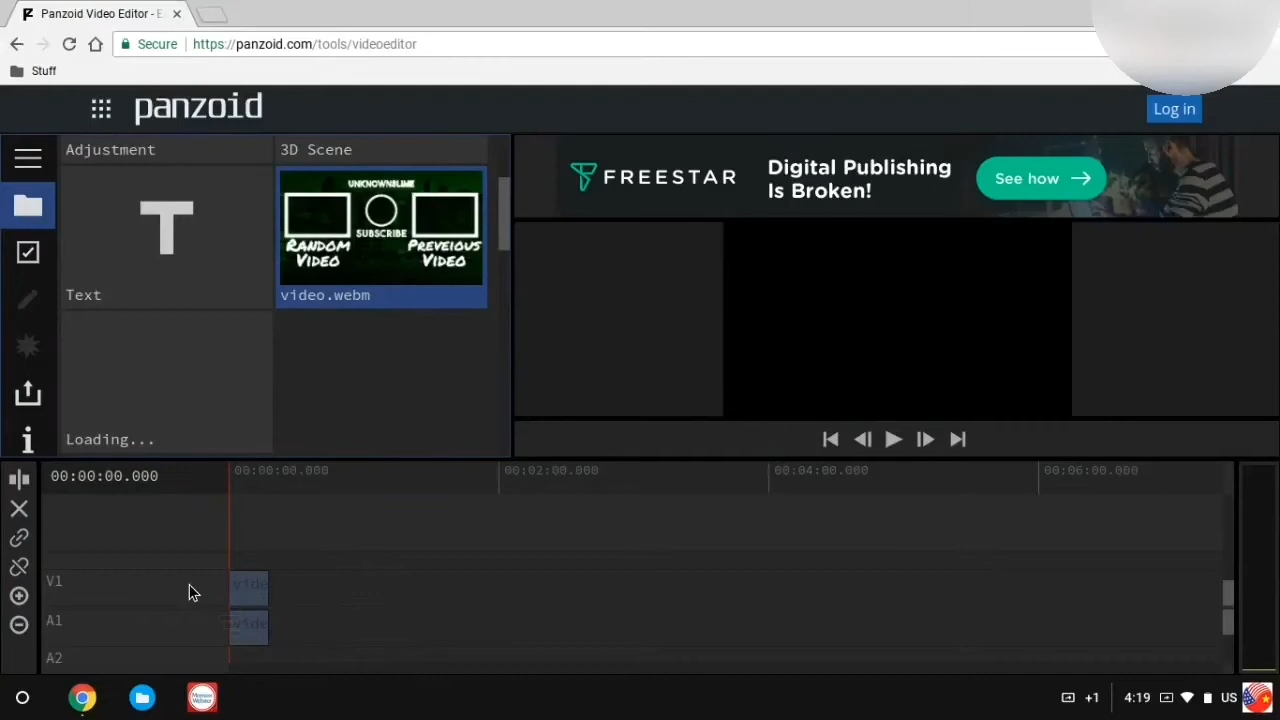 Panzoid Video Editor - E
Secure
https://panzoid.com/tools/videoeditor
Stuff
panzoid
Log in
Adjustment
3D Scene
FREESTAR
Digital Publishing
Is Broken!
See how
UNKNOWNSLIME
SUBSCRIBE
RANDOM
VIDEO
PREVEIOUS
VIDEO
Text
video.webm
Loading...
00:00:00.000
00:00:00.000
00:02:00.000
00:04:00.000
00:06:00.000
V1
vide
A1
vide
A2
+1
4:19
US